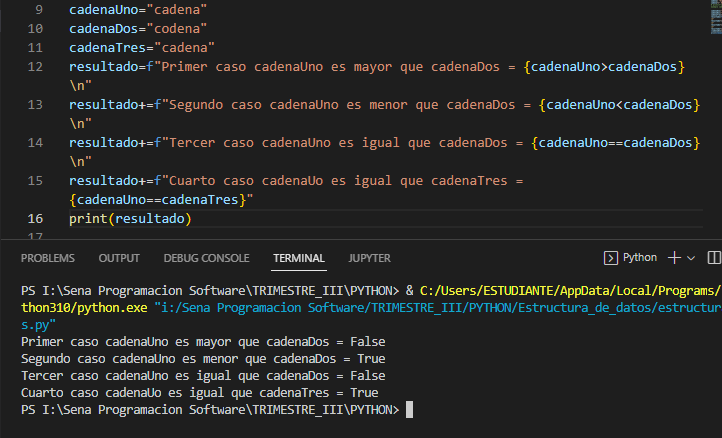 9 cadenaUno="cadena"
10 cadenaDos="codena"
11 cadenaTres="cadena"
12 resultado=f"Primer caso cadenaUno es mayor que cadenaDos = {cadenaUno>cadenaDos}
\n"
13 resultado+=f"Segundo caso cadenaUno es menor que cadenaDos = {cadenaUno<cadenaDos}
\n"
14 resultado+=f"Tercer caso cadenaUno es igual que cadenaDos = {cadenaUno==cadenaDos}
\n"
15 resultado+=f"Cuarto caso cadenaUo es igual que cadenaTres =
{cadenaUno==cadenaTres}"
16 print(resultado)
17
PROBLEMS OUTPUT DEBUG CONSOLE TERMINAL JUPYTER Python
PS I:\Sena Programacion Software\TRIMESTRE_III\PYTHON> & C:/Users/ESTUDIANTE/AppData/Local/Programs/
thon310/python.exe "i:/Sena Programacion Software/TRIMESTRE_III/PYTHON/Estructura_de_datos/estructur
s.py"
Primer caso cadenaUno es mayor que cadenaDos = False
Segundo caso cadenaUno es menor que cadenaDos = True
Tercer caso cadenaUno es igual que cadenaDos = False
Cuarto caso cadenaUo es igual que cadenaTres = True
PS I:\Sena Programacion Software\TRIMESTRE_III\PYTHON>